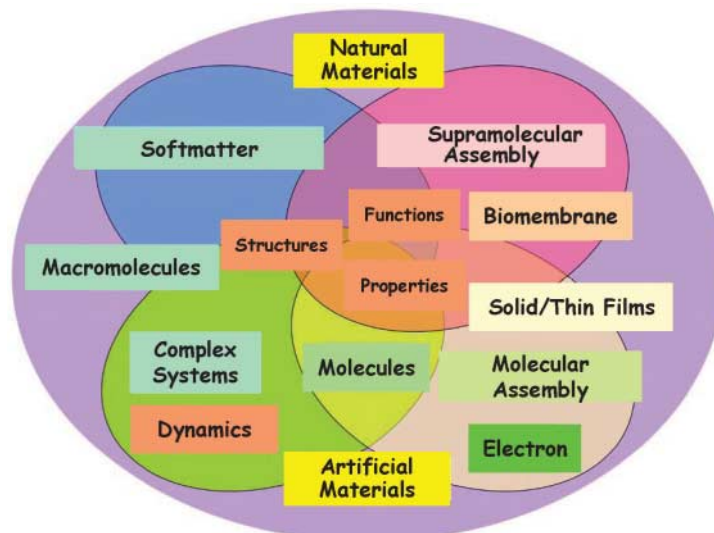 Natural
Materials
Softmatter
Supramolecular
Assembly
Functions
Biomembrane
Structures
Macromolecules
Properties
Solid/Thin Films
Complex
Systems
Molecules
Molecular
Assembly
Dynamics
Electron
Artificial
Materials